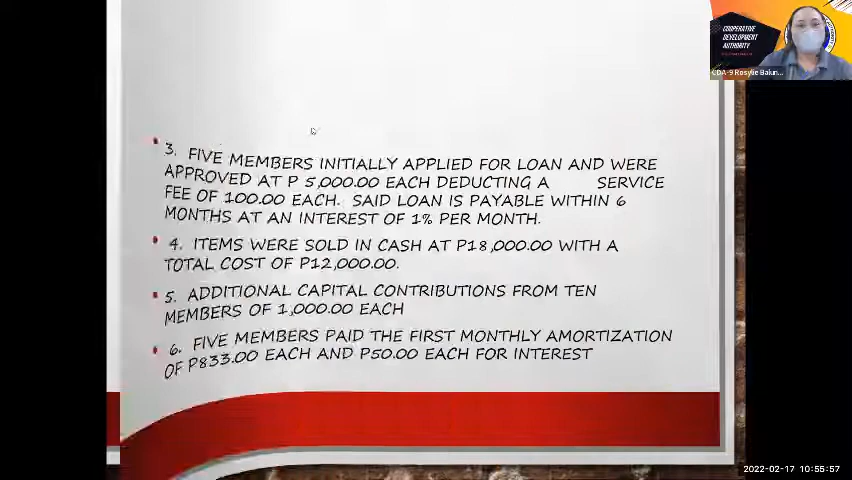 COOPERATIVE
DEVELOPMENT
AUTHORITY
CDA-9 Rosylie Balun...
3. FIVE MEMBERS INITIALLY APPLIED FOR LOAN AND WERE
APPROVED AT P 5,000.00 EACH DEDUCTING A SERVICE
FEE OF 100.00 EACH. SAID LOAN IS PAYABLE WITHIN 6
MONTHS AT AN INTEREST OF 1% PER MONTH.
4. ITEMS WERE SOLD IN CASH AT P18,000.00 WITH A
TOTAL COST OF P12,000.00.
5. ADDITIONAL CAPITAL CONTRIBUTIONS FROM TEN
MEMBERS OF 1,000.00 EACH
6. FIVE MEMBERS PAID THE FIRST MONTHLY AMORTIZATION
OF P833.00 EACH AND P50.00 EACH FOR INTEREST
2022-02-17 10:55:57